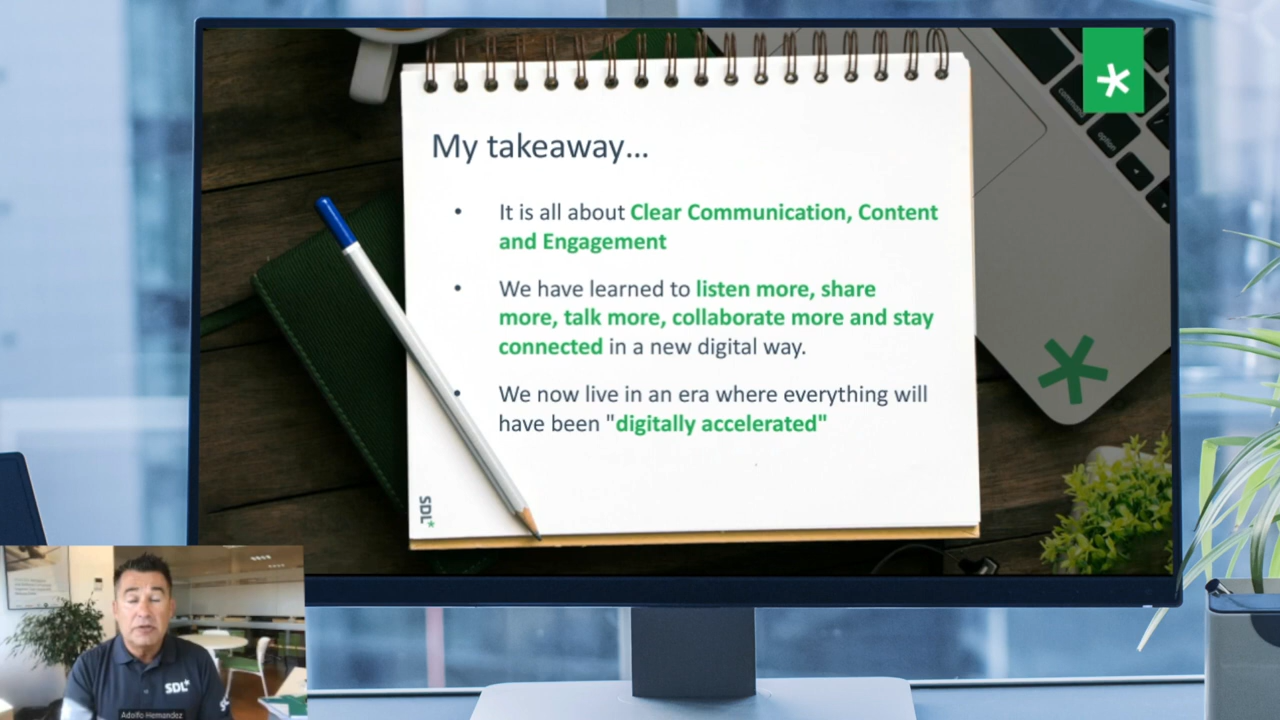 My takeaway...
• It is all about Clear Communication, Content
and Engagement
• We have learned to listen more, share
more, talk more, collaborate more and stay
connected in a new digital way.
• We now live in an era where everything will
have been "digitally accelerated"
SDL*
command
option
SDL*
Adolfo Hernandez